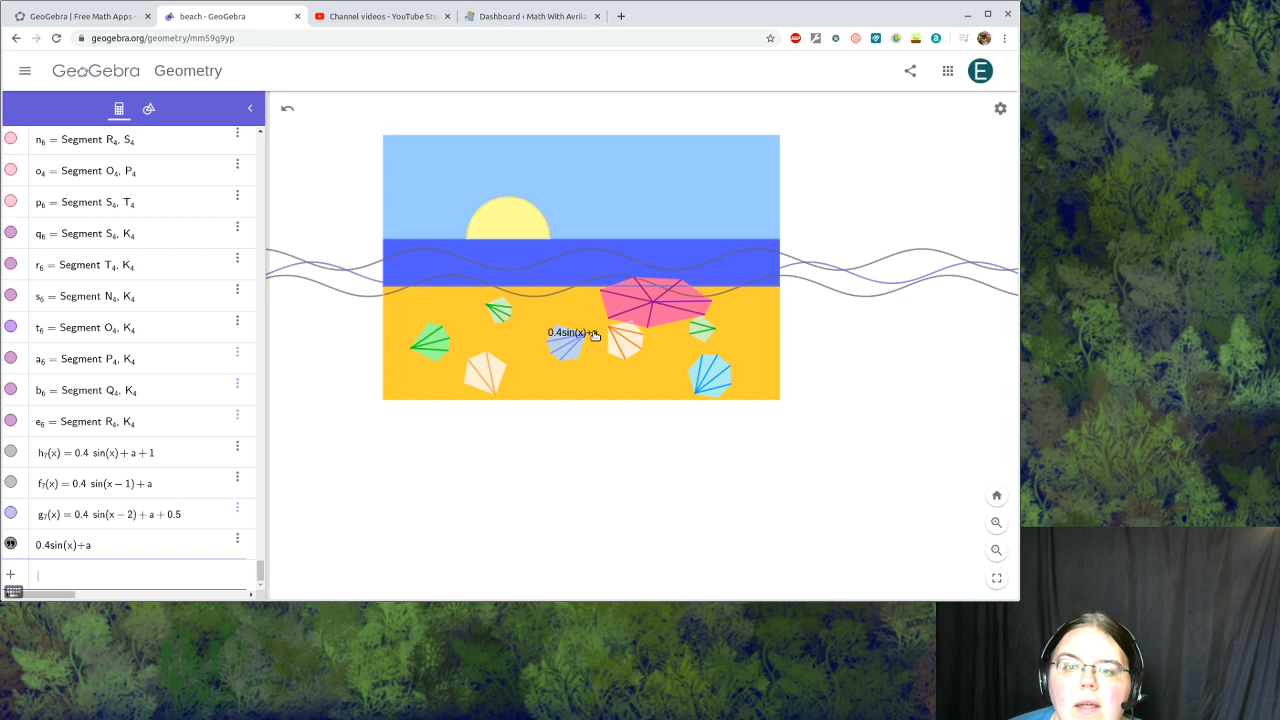 GeoGebra | Free Math Apps -
beach - GeoGebra
Channel videos - YouTube Stu
Dashboard ‹ Math With Avrila
geogebra.org/geometry/mm59g9yp
ABP
GeoGebra Geometry
E
n₆ = Segment R₄, S₄
o₄ = Segment O₄, P₄
p₆ = Segment S₄, T₄
q₆ = Segment S₄, K₄
r₆ = Segment T₄, K₄
s₆ = Segment N₄, K₄
t₆ = Segment O₄, K₄
a₆ = Segment P₄, K₄
b₆ = Segment Q₄, K₄
e₆ = Segment R₄, K₄
h₇(x) = 0.4 sin(x) + a + 1
f₇(x) = 0.4 sin(x − 1) + a
g₇(x) = 0.4 sin(x − 2) + a + 0.5
0.4sin(x)+a
0.4sin(x)+a